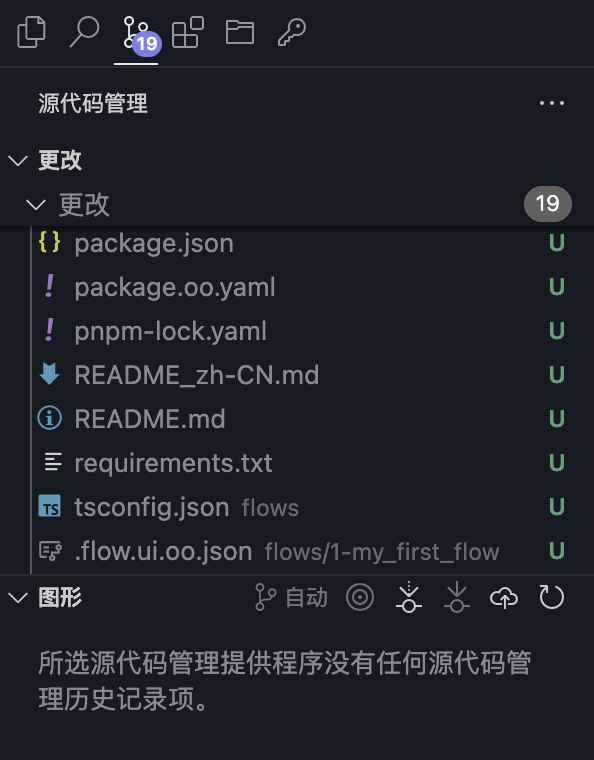 19
源代码管理
更改
更改 19
{} package.json U
! package.oo.yaml U
! pnpm-lock.yaml U
README_zh-CN.md U
README.md U
requirements.txt U
TS tsconfig.json flows U
.flow.ui.oo.json flows/1-my_first_flow U
图形 自动
所选源代码管理提供程序没有任何源代码管
理历史记录项。